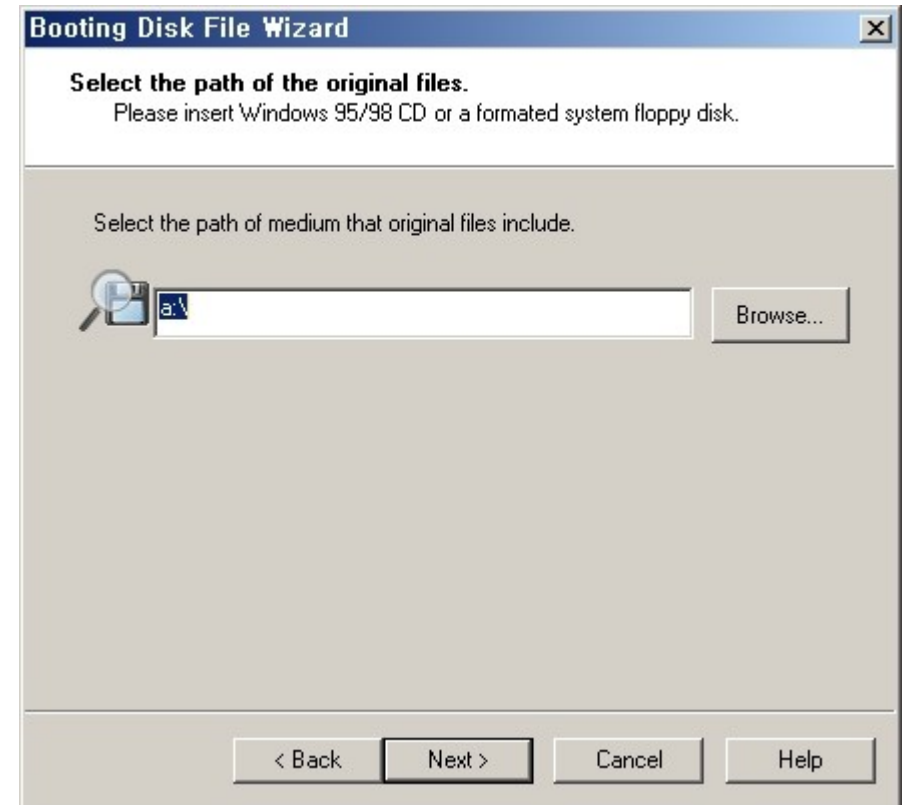 Booting Disk File Wizard
Select the path of the original files.
Please insert Windows 95/98 CD or a formated system floppy disk.
Select the path of medium that original files include.
a:\
Browse...
< Back
Next >
Cancel
Help